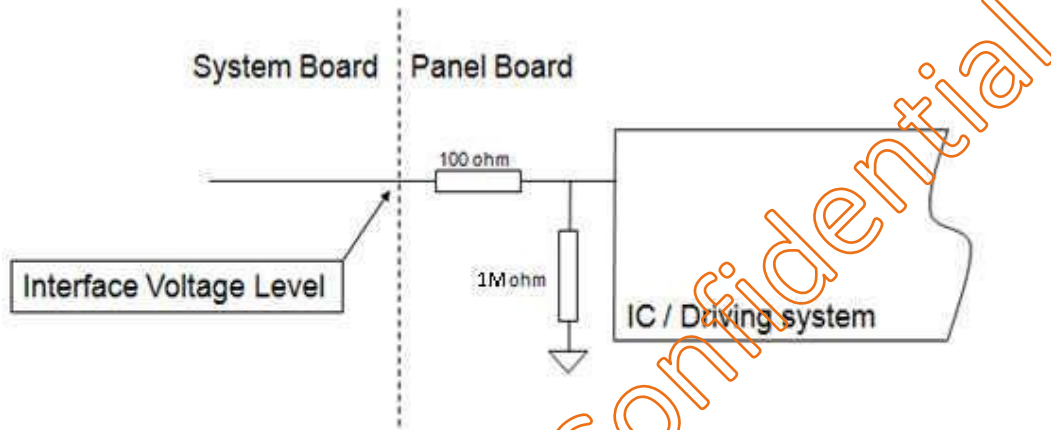 System Board
Panel Board
100 ohm
1M ohm
Interface Voltage Level
IC / Driving system
Confidential